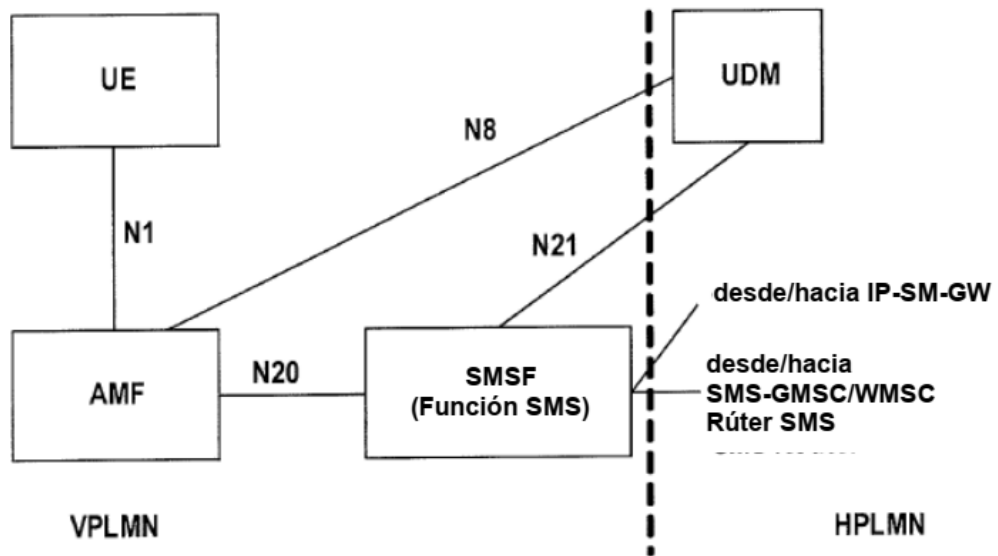 UE
UDM
N8
N1
N21
desde/hacia IP-SM-GW
AMF
N20
SMSF
(Función SMS)
desde/hacia
SMS-GMSC/WMSC
Rúter SMS
VPLMN
HPLMN